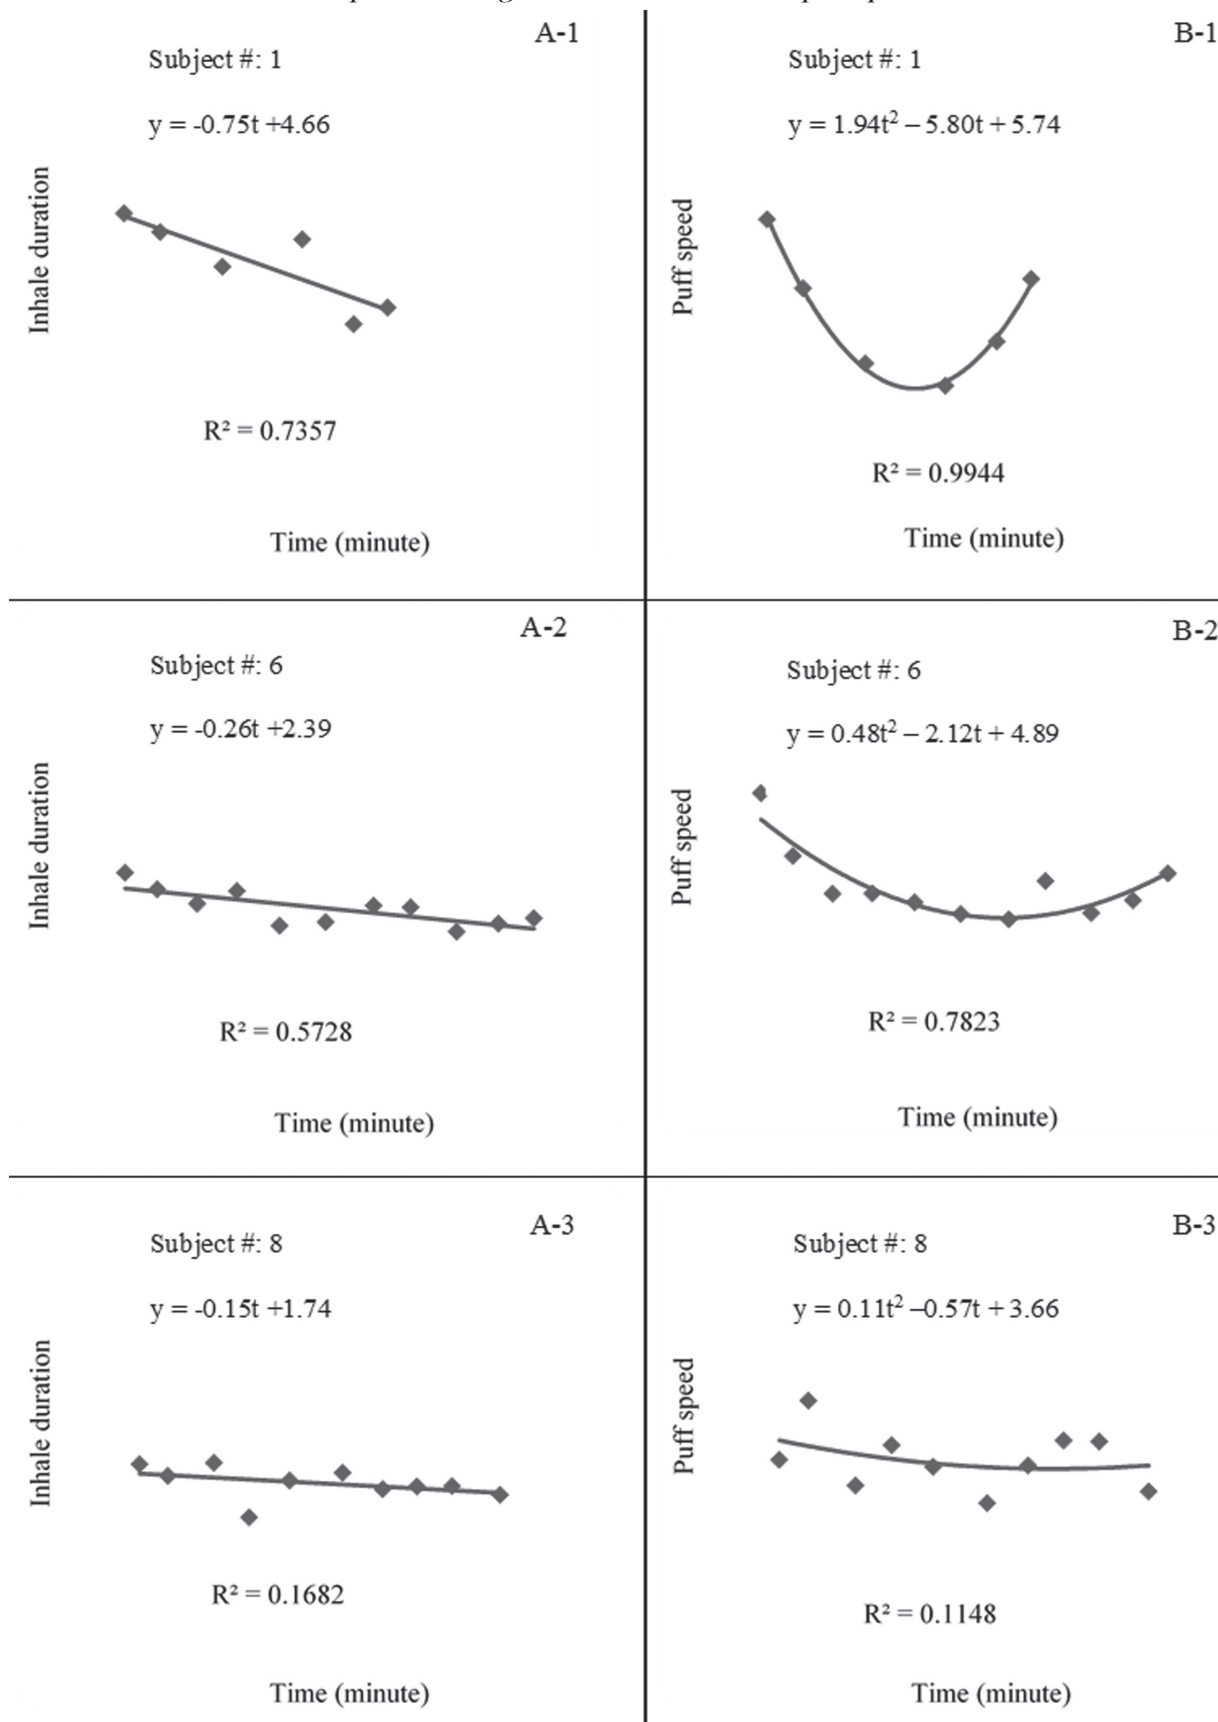 A-1
Subject #: 1
y = -0.75t +4.66
Inhale duration
R² = 0.7357
Time (minute)
B-1
Subject #: 1
y = 1.94t² – 5.80t + 5.74
Puff speed
R² = 0.9944
Time (minute)
A-2
Subject #: 6
y = -0.26t +2.39
Inhale duration
R² = 0.5728
Time (minute)
B-2
Subject #: 6
y = 0.48t² – 2.12t + 4.89
Puff speed
R² = 0.7823
Time (minute)
A-3
Subject #: 8
y = -0.15t +1.74
Inhale duration
R² = 0.1682
Time (minute)
B-3
Subject #: 8
y = 0.11t² –0.57t + 3.66
Puff speed
R² = 0.1148
Time (minute)